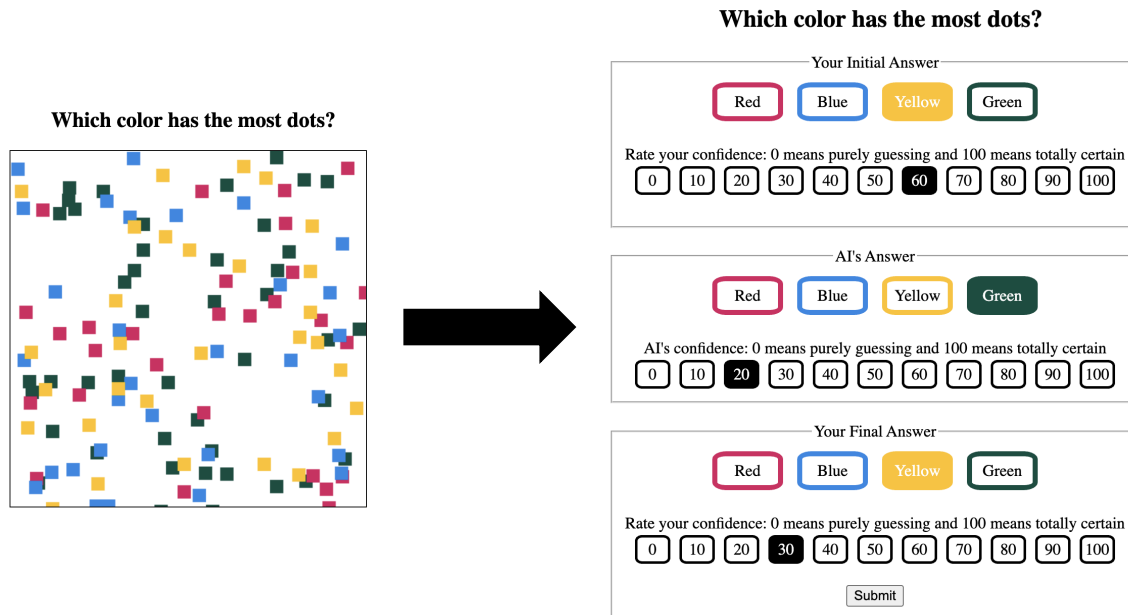 Which color has the most dots?
Which color has the most dots?
Your Initial Answer
Red Blue Yellow Green
Rate your confidence: 0 means purely guessing and 100 means totally certain
0 10 20 30 40 50 60 70 80 90 100
AI's Answer
Red Blue Yellow Green
AI's confidence: 0 means purely guessing and 100 means totally certain
0 10 20 30 40 50 60 70 80 90 100
Your Final Answer
Red Blue Yellow Green
Rate your confidence: 0 means purely guessing and 100 means totally certain
0 10 20 30 40 50 60 70 80 90 100
Submit